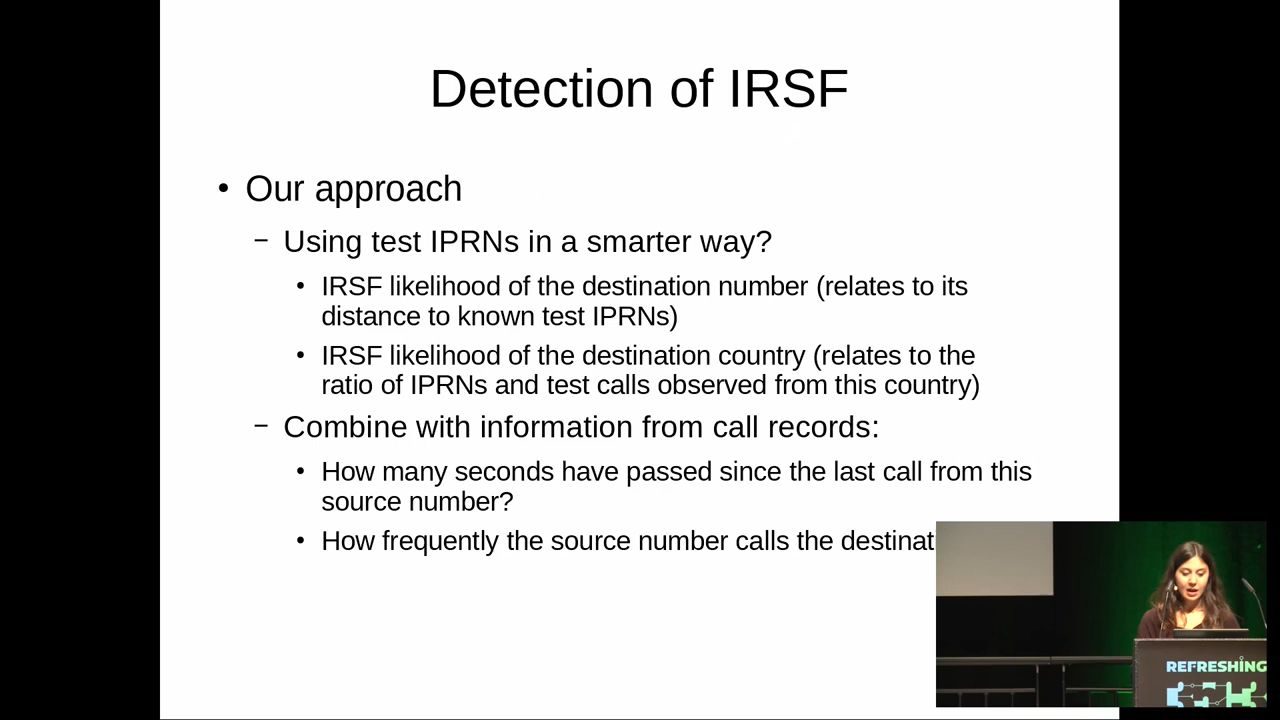 Detection of IRSF
• Our approach
– Using test IPRNs in a smarter way?
• IRSF likelihood of the destination number (relates to its
distance to known test IPRNs)
• IRSF likelihood of the destination country (relates to the
ratio of IPRNs and test calls observed from this country)
– Combine with information from call records:
• How many seconds have passed since the last call from this
source number?
• How frequently the source number calls the destinat
REFRESHING